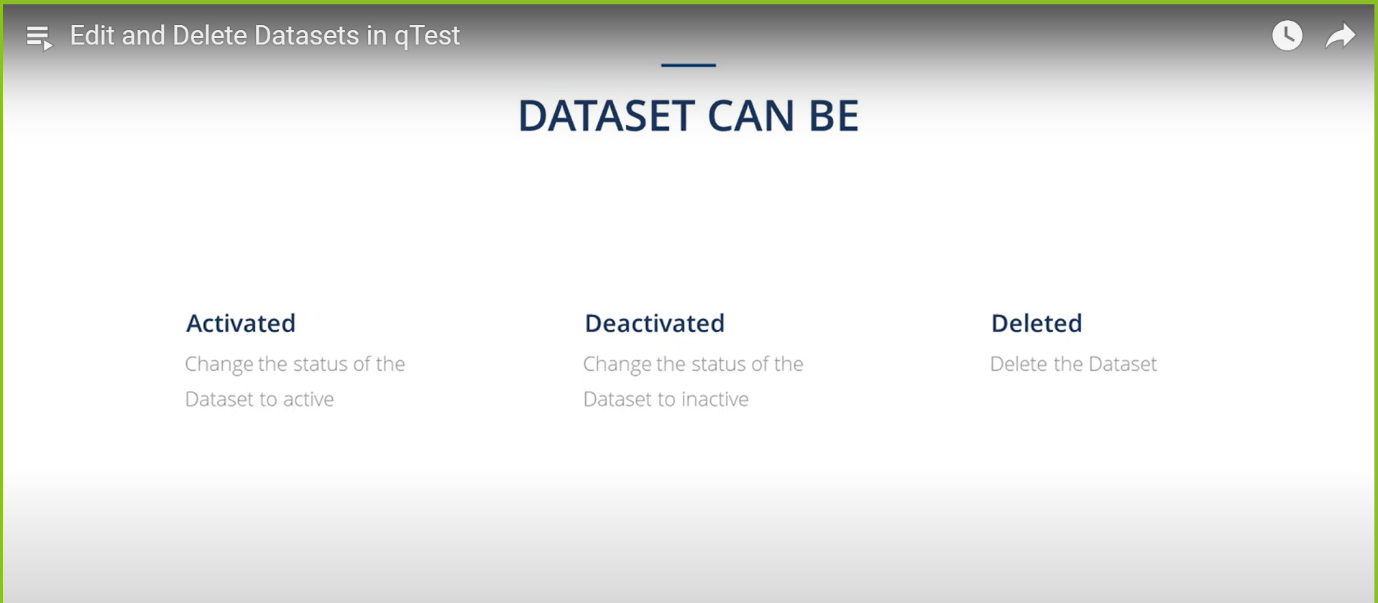 Edit and Delete Datasets in qTest
DATASET CAN BE
Activated
Change the status of the
Dataset to active
Deactivated
Change the status of the
Dataset to inactive
Deleted
Delete the Dataset